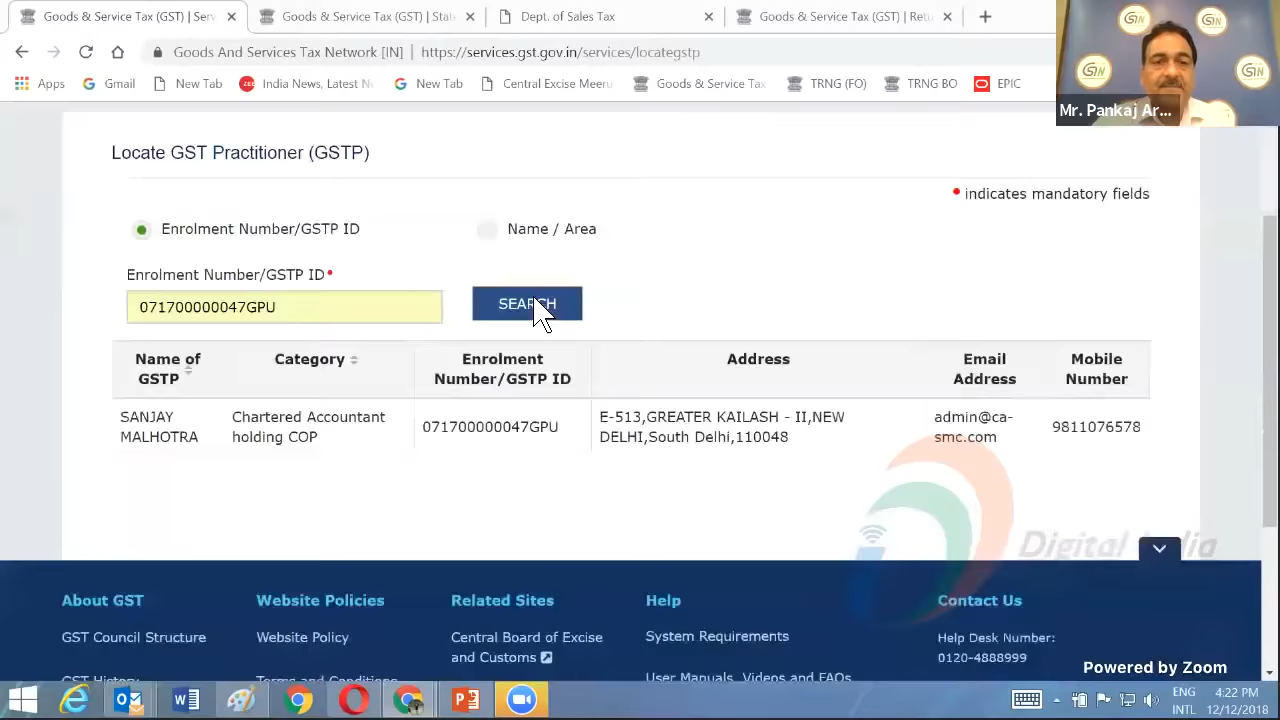 Goods & Service Tax (GST) | Ser
Goods & Service Tax (GST) | Stat
Dept. of Sales Tax
Goods & Service Tax (GST) | Retu
Goods And Services Tax Network [IN] | https://services.gst.gov.in/services/locategstp
Apps Gmail New Tab India News, Latest N New Tab Central Excise Meeru Goods & Service Tax TRNG (FO) TRNG BO EPIC
Mr. Pankaj Ar...
Locate GST Practitioner (GSTP)
• indicates mandatory fields
Enrolment Number/GSTP ID Name / Area
Enrolment Number/GSTP ID•
071700000047GPU SEARCH
Name of GSTP Category Enrolment Number/GSTP ID Address Email Address Mobile Number
SANJAY MALHOTRA Chartered Accountant holding COP 071700000047GPU E-513,GREATER KAILASH - II,NEW DELHI,South Delhi,110048 admin@ca-smc.com 9811076578
Digital India
About GST Website Policies Related Sites Help Contact Us
GST Council Structure Website Policy Central Board of Excise and Customs System Requirements Help Desk Number:
0120-4888999
GST History Terms and Conditions User Manuals, Videos and FAQs
Powered by Zoom
ENG 4:22 PM
INTL 12/12/2018